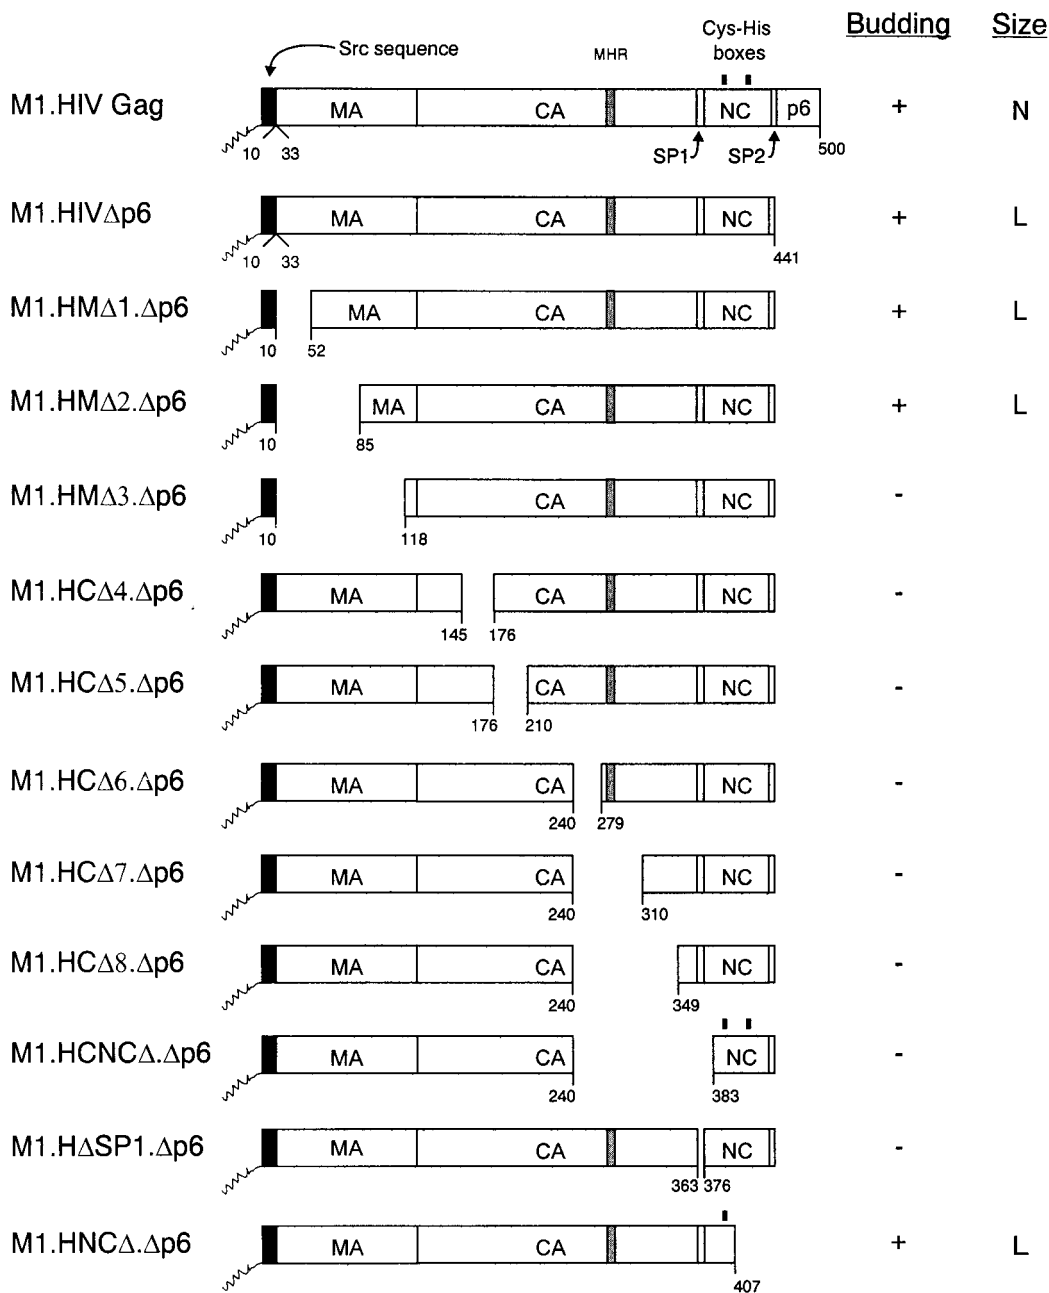 Budding Size
Cys-His
boxes
Src sequence
MHR
M1.HIV Gag MA CA NC p6 + N
10 33 SP1 SP2 500
M1.HIVΔp6 MA CA NC + L
10 33 441
M1.HMΔ1.Δp6 MA CA NC + L
10 52
M1.HMΔ2.Δp6 MA CA NC + L
10 85
M1.HMΔ3.Δp6 CA NC -
10 118
M1.HCΔ4.Δp6 MA CA NC -
145 176
M1.HCΔ5.Δp6 MA CA NC -
176 210
M1.HCΔ6.Δp6 MA CA NC -
240 279
M1.HCΔ7.Δp6 MA CA NC -
240 310
M1.HCΔ8.Δp6 MA CA NC -
240 349
M1.HCNCΔ.Δp6 MA CA NC -
240 383
M1.HΔSP1.Δp6 MA CA NC -
363 376
M1.HNCΔ.Δp6 MA CA + L
407